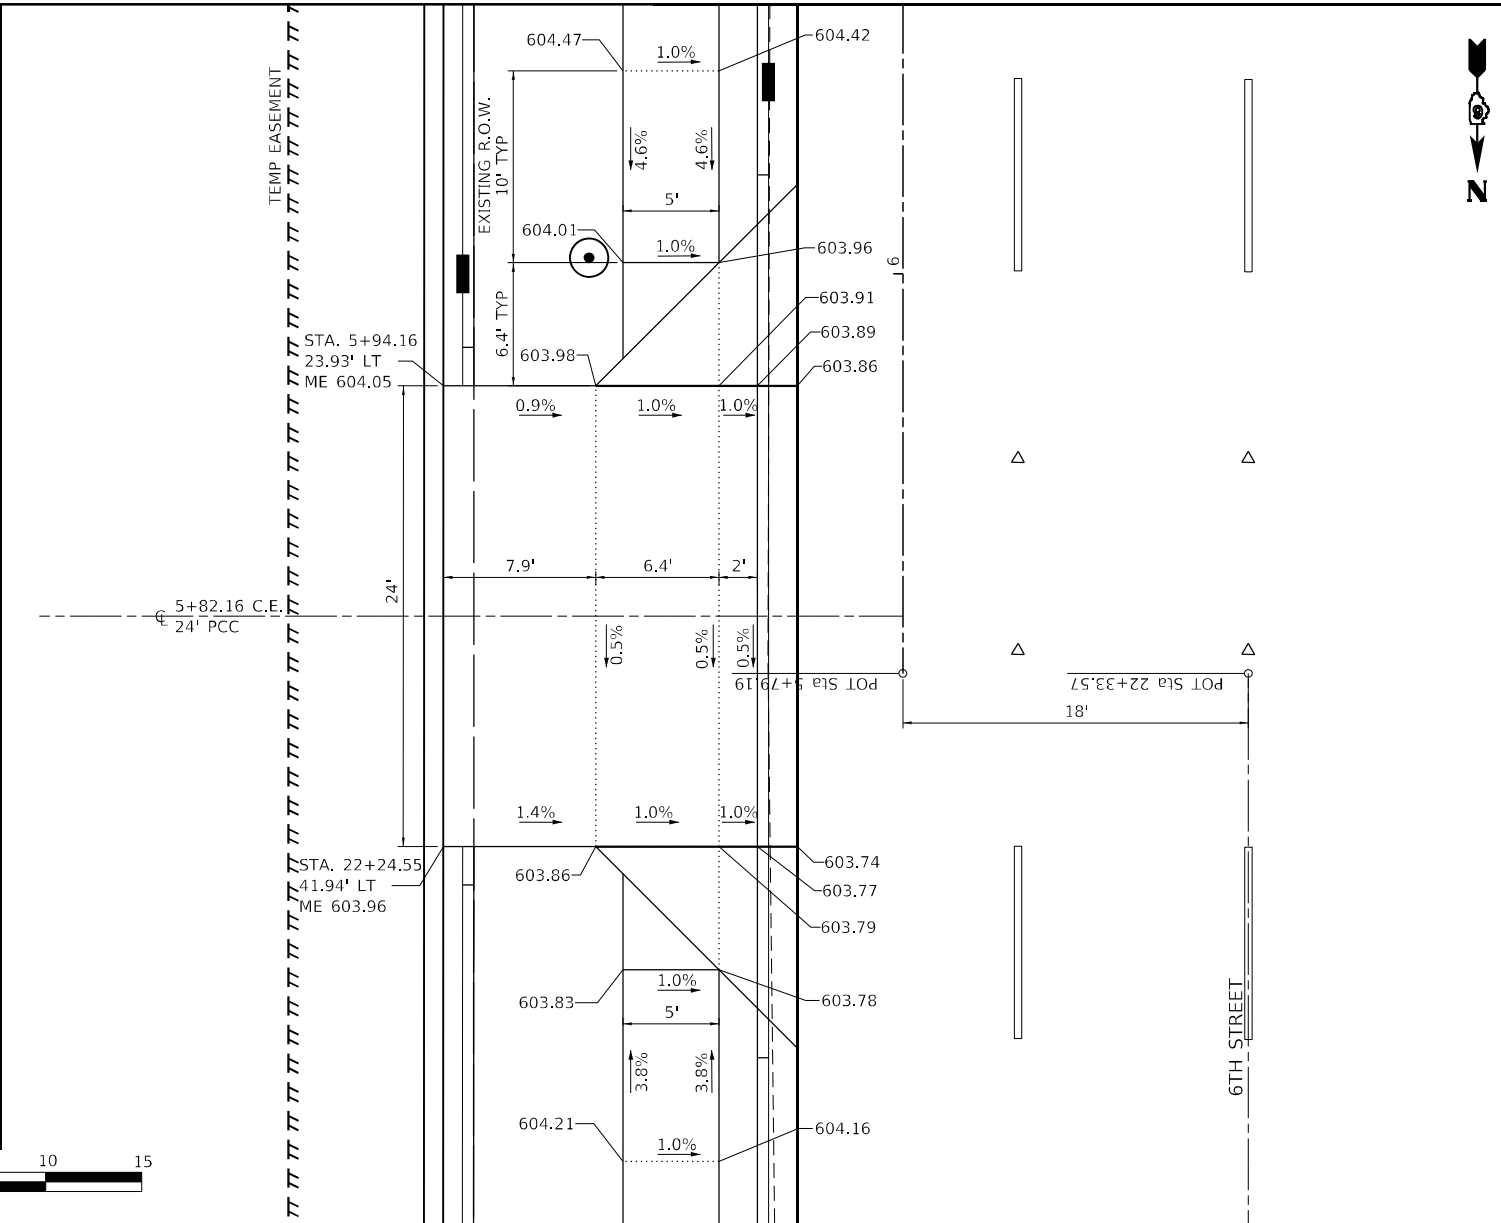 604.47
1.0%
604.42
TEMP EASEMENT
EXISTING R.O.W.
10' TYP
4.6%
4.6%
9
N
5'
604.01
1.0%
603.96
6
603.91
6.4' TYP
603.89
STA. 5+94.16
23.93' LT
ME 604.05
603.98
603.86
0.9%
1.0%
1.0%
7.9'
6.4'
2'
24'
5+82.16 C.E.
24' PCC
0.5%
0.5%
0.5%
POT Sta 5+79.19
POT Sta 22+33.57
18'
1.4%
1.0%
1.0%
STA. 22+24.55
41.94' LT
ME 603.96
603.86
603.74
603.77
603.79
603.83
1.0%
603.78
5'
3.8%
3.8%
6TH STREET
604.21
1.0%
604.16
10
15